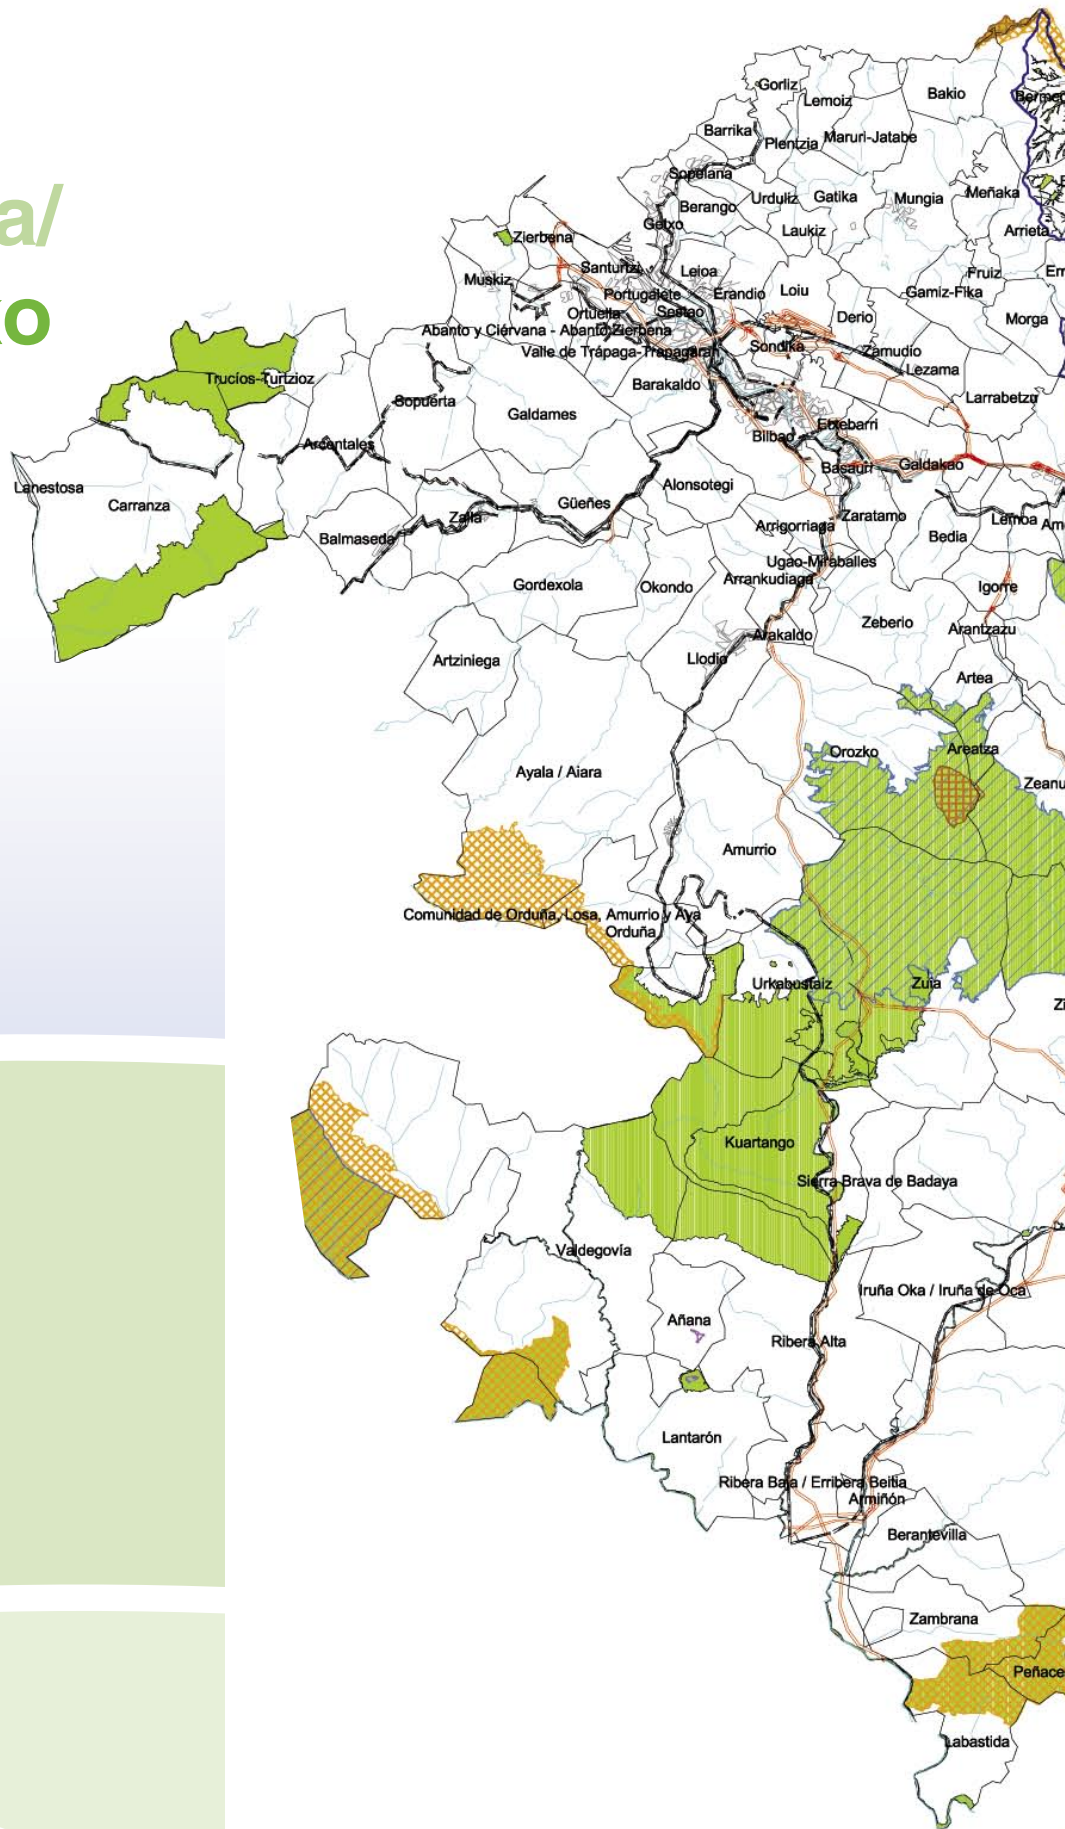 a/
ko
Gorliz
Lemoiz
Bakio
Barrika
Plentzia
Maruri-Jatabe
Sopelana
Berango
Urduliz
Gatika
Mungia
Meñaka
Getxo
Laukiz
Arrieta
Zierbena
Muskiz
Santurtzi
Leioa
Fruiz
Portugalete
Erandio
Loiu
Gamiz-Fika
Ortuella
Sestao
Derio
Morga
Abanto y Ciérvana - Abanto Zierbena
Valle de Trápaga-Trapagaran
Sondika
Zamudio
Lezama
Trucíos-Turtzioz
Barakaldo
Sopuerta
Galdames
Larrabetzu
Arcentales
Bilbao
Etxebarri
Basauri
Galdakao
Lanestosa
Carranza
Güeñes
Alonsotegi
Zalla
Balmaseda
Arrigorriaga
Zaratamo
Lemoa
Bedia
Ugao-Miraballes
Gordexola
Okondo
Arrankudiaga
Igorre
Zeberio
Arakaldo
Arantzazu
Artziniega
Llodio
Artea
Orozko
Areatza
Ayala / Aiara
Zeanu
Amurrio
Comunidad de Orduña, Losa, Amurrio y Aya
Orduña
Urkabustaiz
Zuia
Kuartango
Sierra Brava de Badaya
Valdegovía
Iruña Oka / Iruña de Oca
Añana
Ribera Alta
Lantarón
Ribera Baja / Erribera Beitia
Armiñón
Berantevilla
Zambrana
Peñace
Labastida